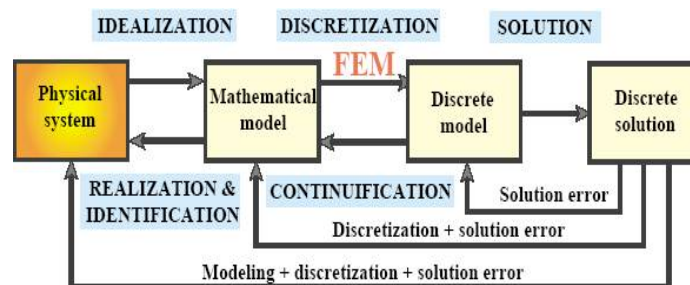 IDEALIZATION
DISCRETIZATION
SOLUTION
FEM
Physical
system
Mathematical
model
Discrete
model
Discrete
solution
REALIZATION &
IDENTIFICATION
CONTINUIFICATION
Solution error
Discretization + solution error
Modeling + discretization + solution error